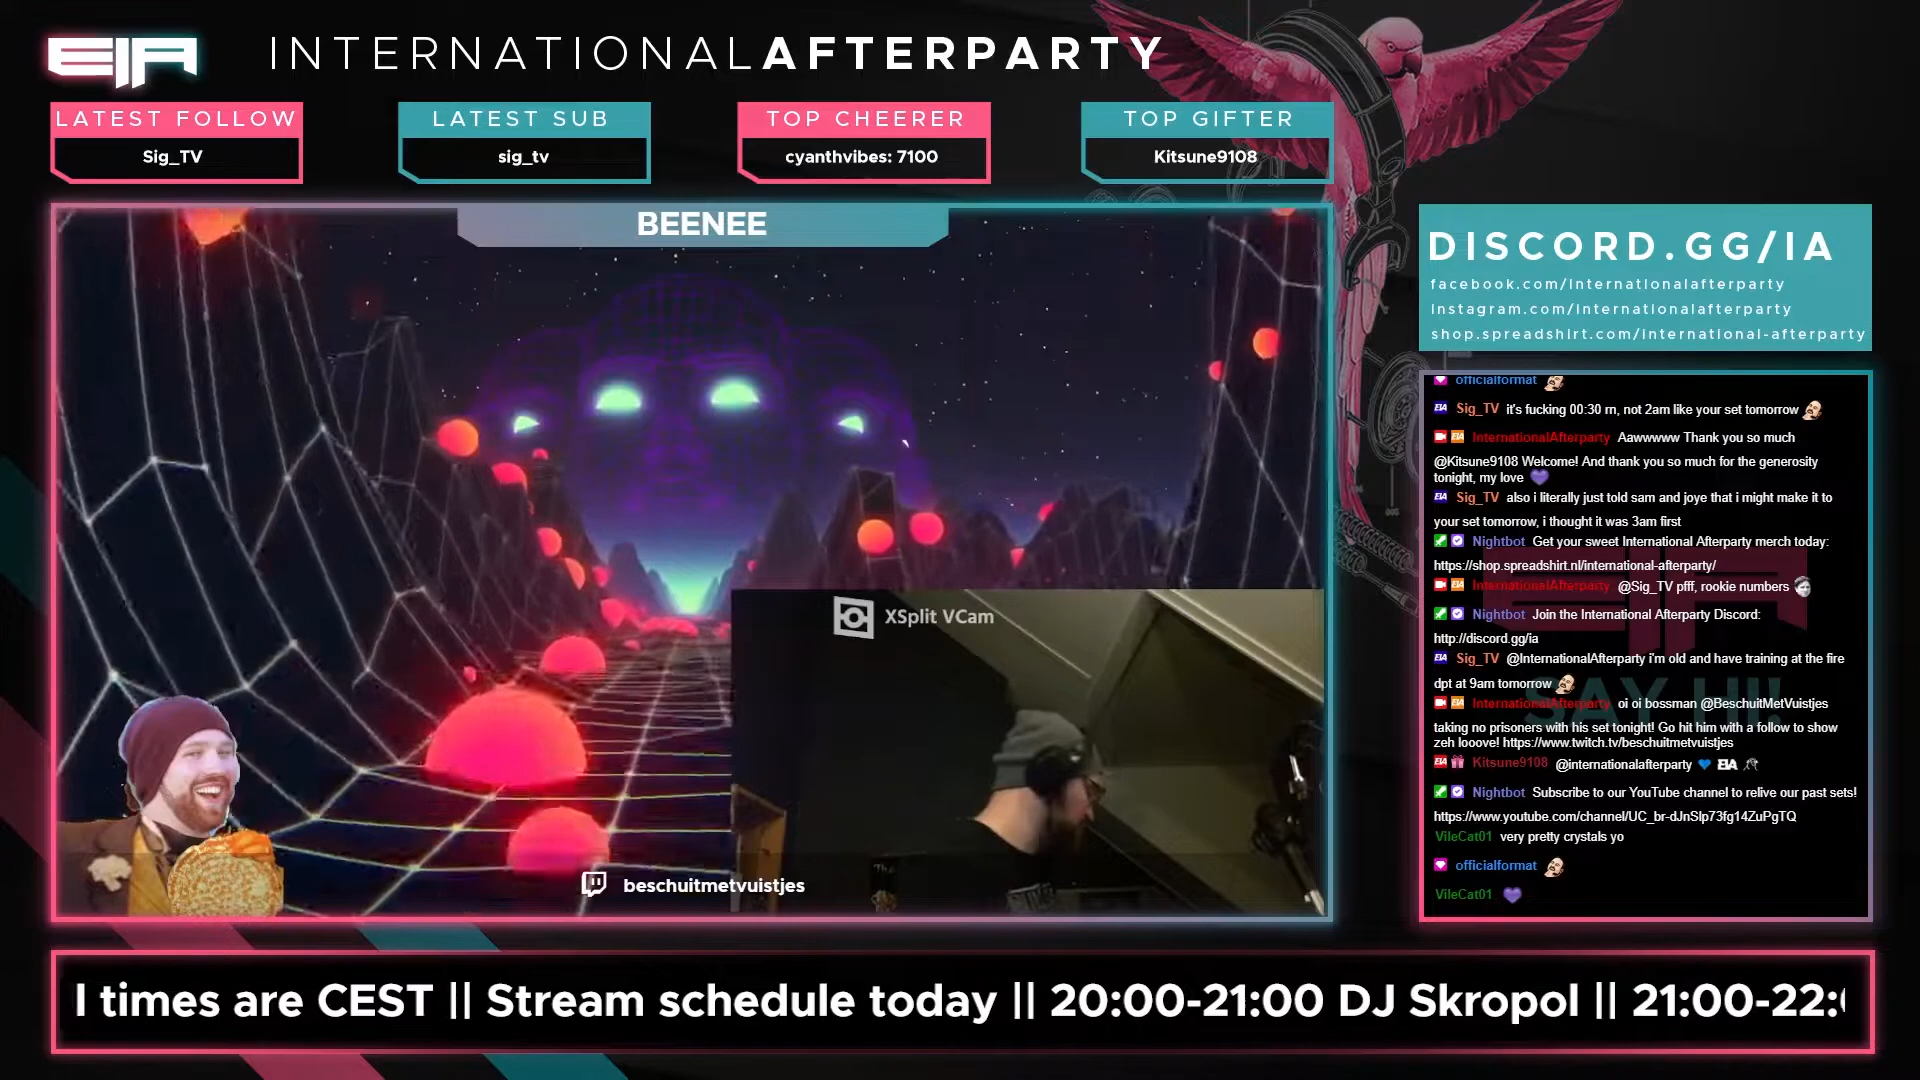 EIA
INTERNATIONALAFTERPARTY
LATEST FOLLOW
Sig_TV
LATEST SUB
sig_tv
TOP CHEERER
cyanthvibes: 7100
TOP GIFTER
Kitsune9108
BEENEE
XSplit VCam
beschuitmetvuistjes
DISCORD.GG/IA
facebook.com/internationalafterparty
instagram.com/internationalafterparty
shop.spreadshirt.com/international-afterparty
officialformat
Sig_TV it's fucking 00:30 rn, not 2am like your set tomorrow
InternationalAfterparty Aawwwww Thank you so much
@Kitsune9108 Welcome! And thank you so much for the generosity
tonight, my love
Sig_TV also i literally just told sam and joye that i might make it to
your set tomorrow, i thought it was 3am first
Nightbot Get your sweet International Afterparty merch today:
https://shop.spreadshirt.nl/international-afterparty/
InternationalAfterparty @Sig_TV pfff, rookie numbers
Nightbot Join the International Afterparty Discord:
http://discord.gg/ia
Sig_TV @InternationalAfterparty i'm old and have training at the fire
dpt at 9am tomorrow
SAY HI!
InternationalAfterparty oi oi bossman @BeschuitMetVuistjes
taking no prisoners with his set tonight! Go hit him with a follow to show
zeh looove! https://www.twitch.tv/beschuitmetvuistjes
Kitsune9108 @internationalafterparty EIA
Nightbot Subscribe to our YouTube channel to relive our past sets!
https://www.youtube.com/channel/UC_br-dJnSlp73fg14ZuPgTQ
VileCat01 very pretty crystals yo
officialformat
VileCat01
l times are CEST || Stream schedule today || 20:00-21:00 DJ Skropol || 21:00-22: